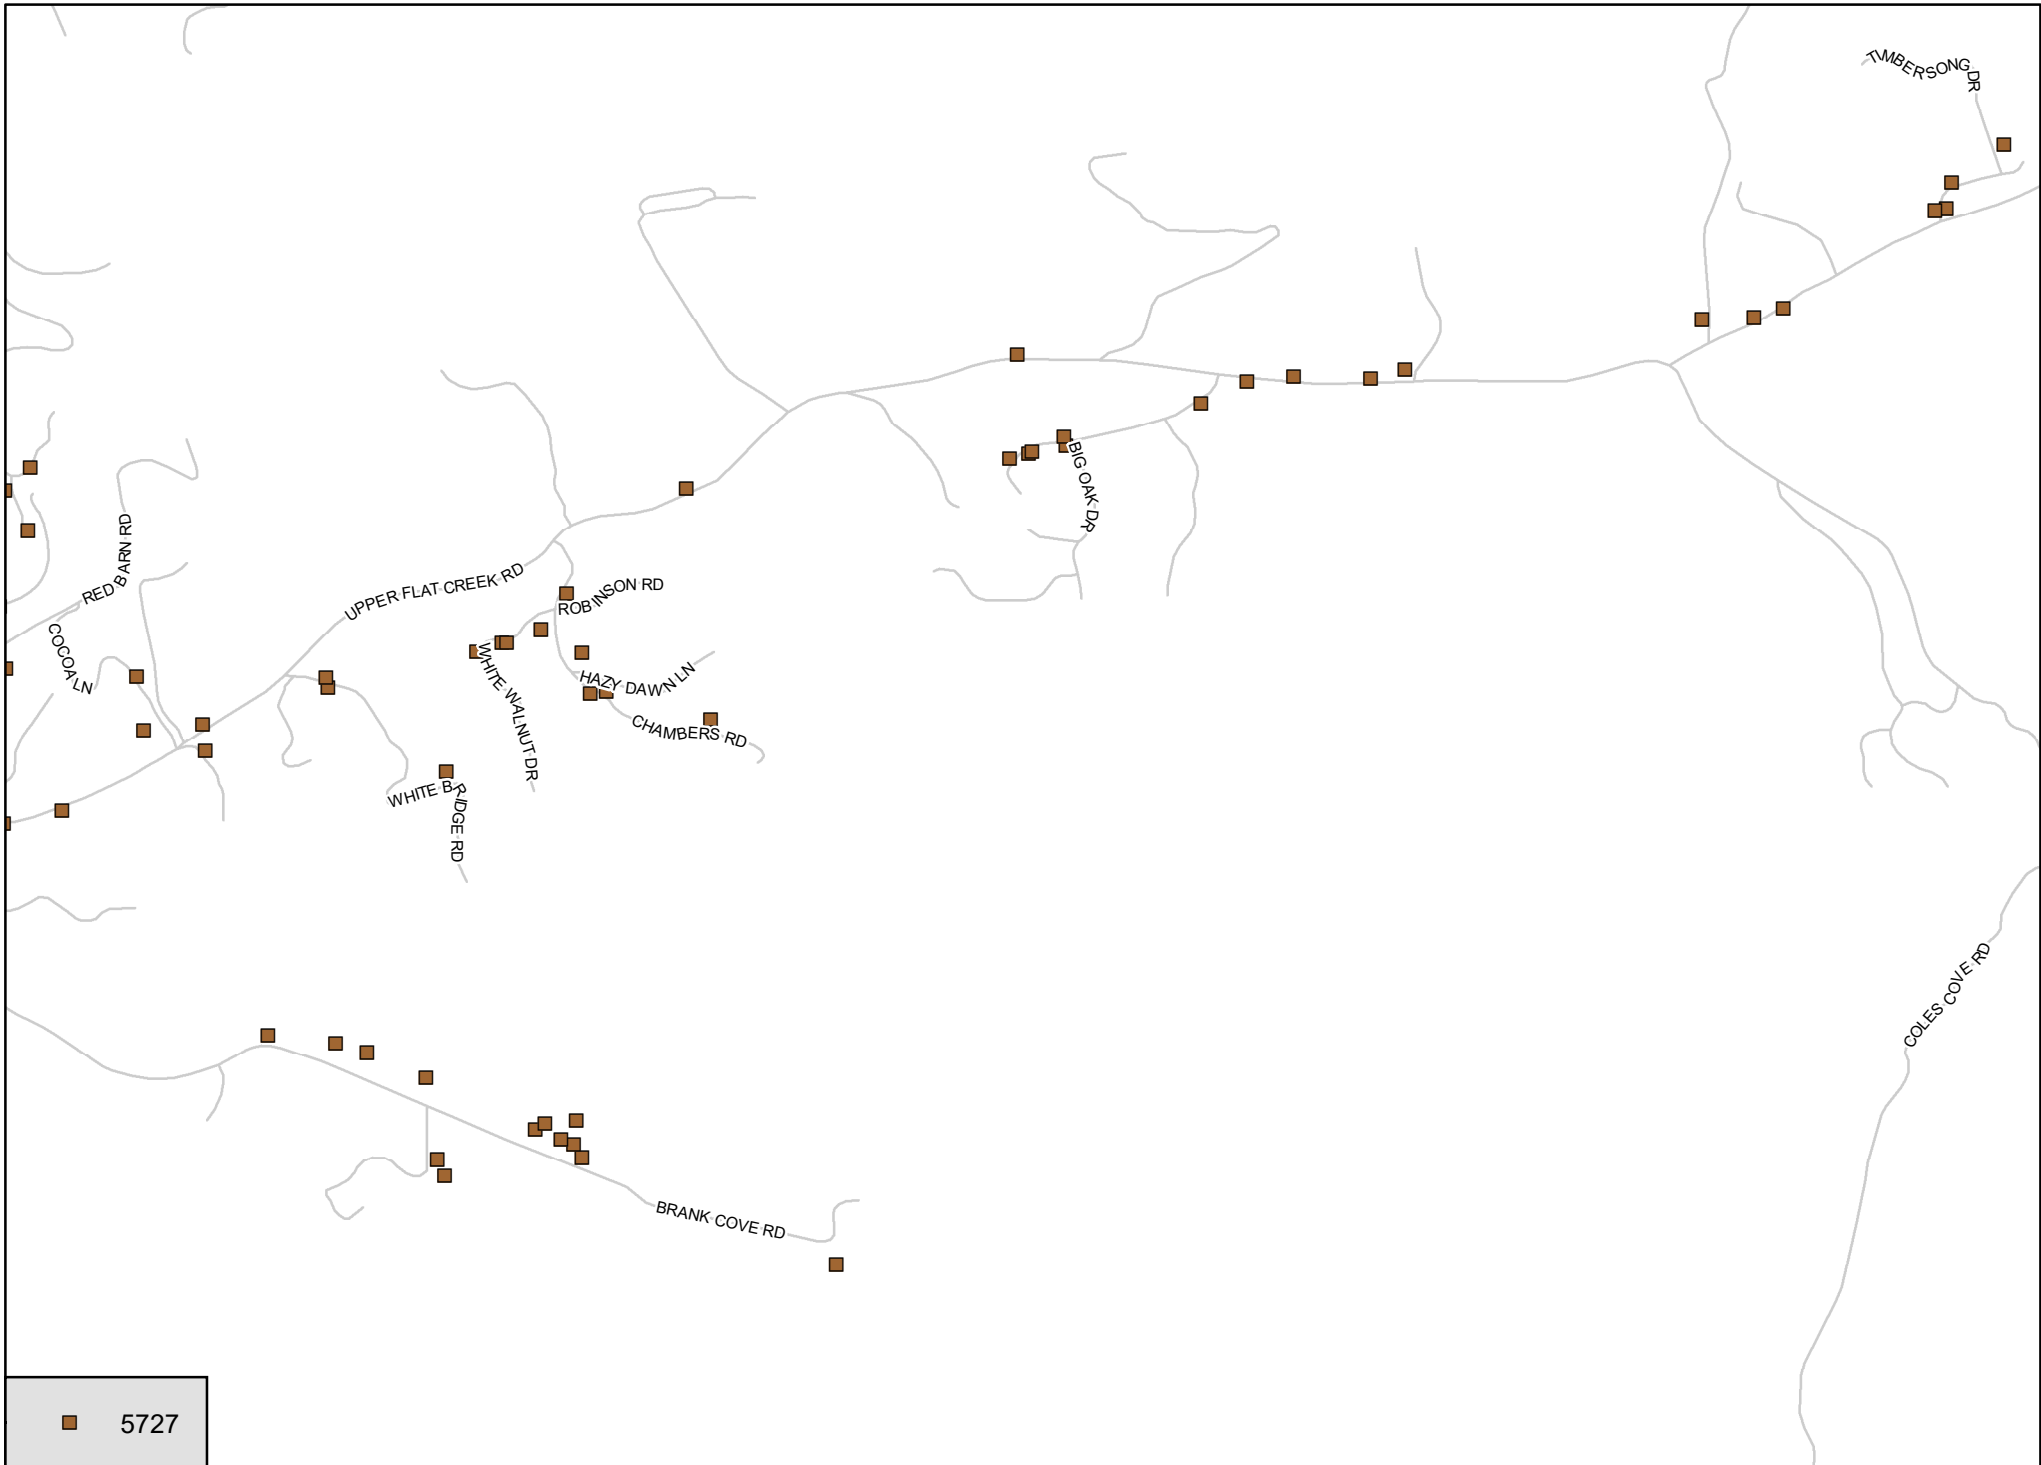 TIMBERSONG DR
BIG OAK DR
RED BARN RD
UPPER FLAT CREEK RD
ROBINSON RD
COCOA LN
WHITE WALNUT DR
HAZY DAWN LN
CHAMBERS RD
WHITE BRIDGE RD
COLES COVE RD
BRANK COVE RD
5727